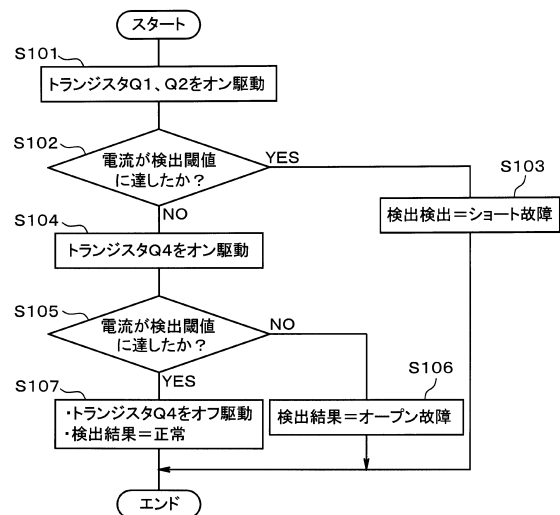 スタート
S101
トランジスタQ1、Q2をオン駆動
S102
電流が検出閾値
に達したか？
YES
NO
S103
検出検出＝ショート故障
S104
トランジスタQ4をオン駆動
S105
電流が検出閾値
に達したか？
NO
YES
S106
検出結果＝オープン故障
S107
・トランジスタQ4をオフ駆動
・検出結果＝正常
エンド